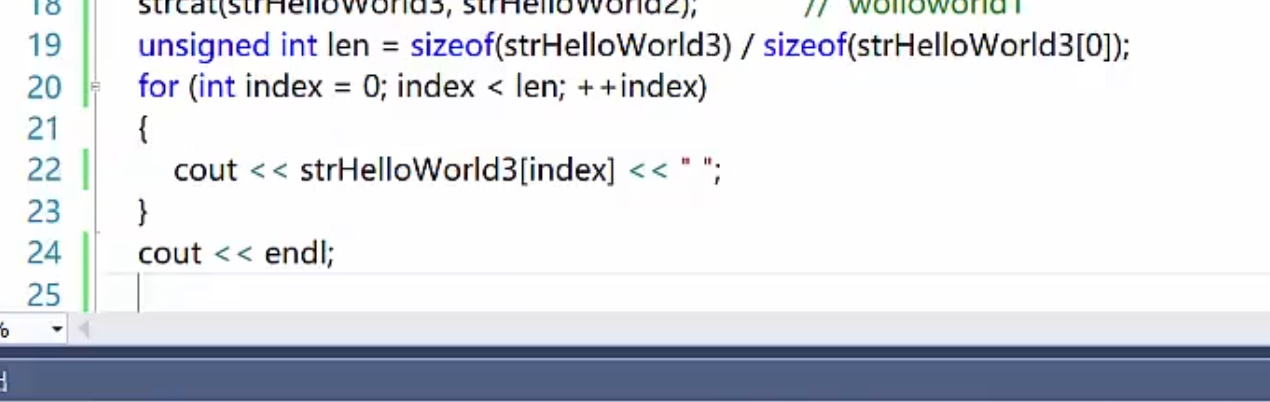 18 strcat(strHelloWorld3, strHelloWorld2); // wolloworld1
19 unsigned int len = sizeof(strHelloWorld3) / sizeof(strHelloWorld3[0]);
20 for (int index = 0; index < len; ++index)
21 {
22 cout << strHelloWorld3[index] << " ";
23 }
24 cout << endl;
25
%